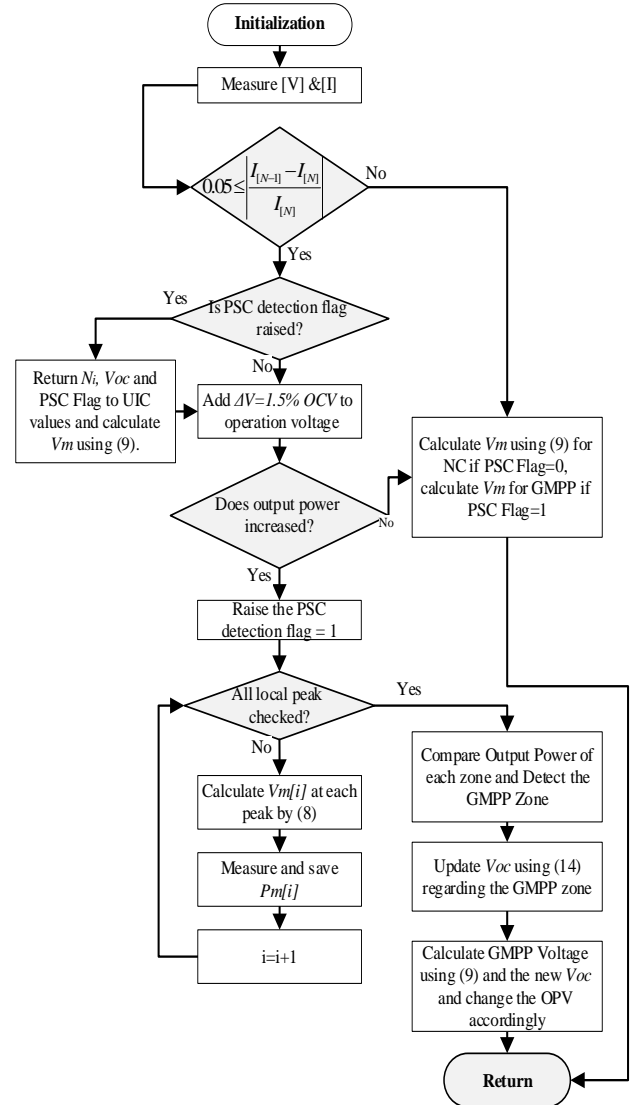 Initialization
Measure [V] &[I]
0.05 ≤ |I[N-1] − I[N] / I[N]|
No
Yes
Is PSC detection flag
raised?
Yes
No
Return Ni, Voc and
PSC Flag to UIC
values and calculate
Vm using (9).
Add ΔV=1.5% OCV to
operation voltage
Does output power
increased?
No
Calculate Vm using (9) for
NC if PSC Flag=0,
calculate Vm for GMPP if
PSC Flag=1
Yes
Raise the PSC
detection flag = 1
All local peak
checked?
Yes
No
Calculate Vm[i] at each
peak by (8)
Measure and save
Pm[i]
i=i+1
Compare Output Power of
each zone and Detect the
GMPP Zone
Update Voc using (14)
regarding the GMPP zone
Calculate GMPP Voltage
using (9) and the new Voc
and change the OPV
accordingly
Return